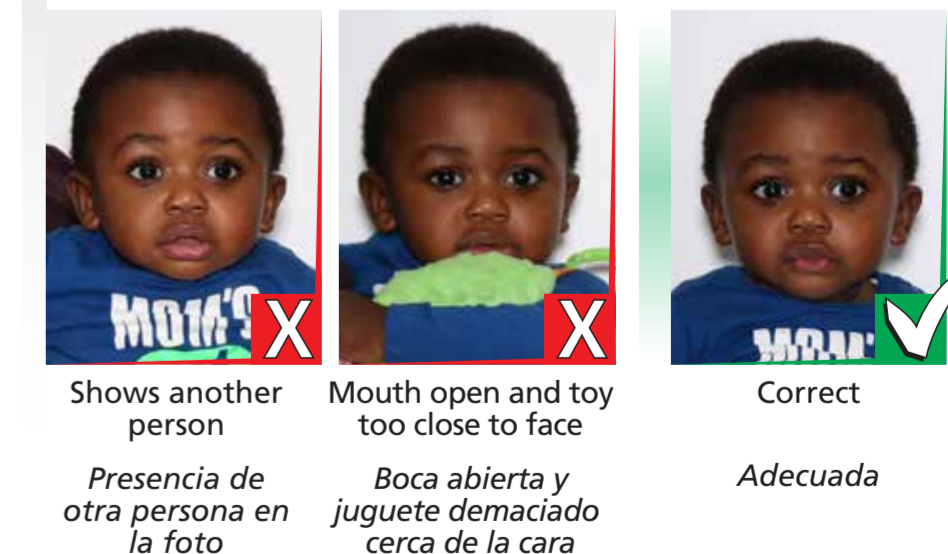 MOM'S
X
X
MOM'
Shows another
person
Mouth open and toy
too close to face
Correct
Presencia de
otra persona en
la foto
Boca abierta y
juguete demaciado
cerca de la cara
Adecuada